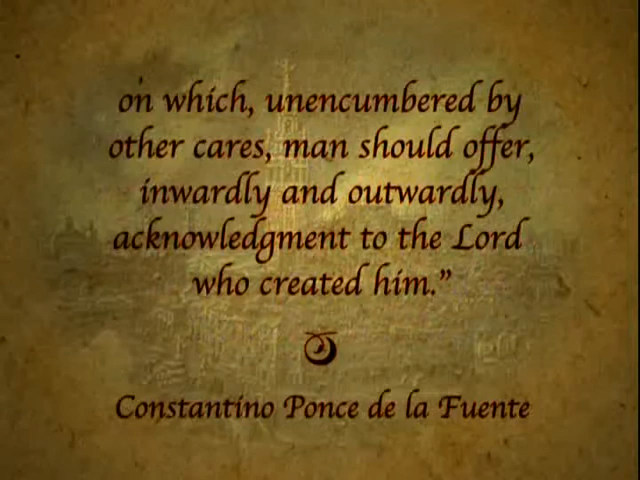 on which, unencumbered by
other cares, man should offer,
inwardly and outwardly,
acknowledgment to the Lord
who created him.”
Constantino Ponce de la Fuente